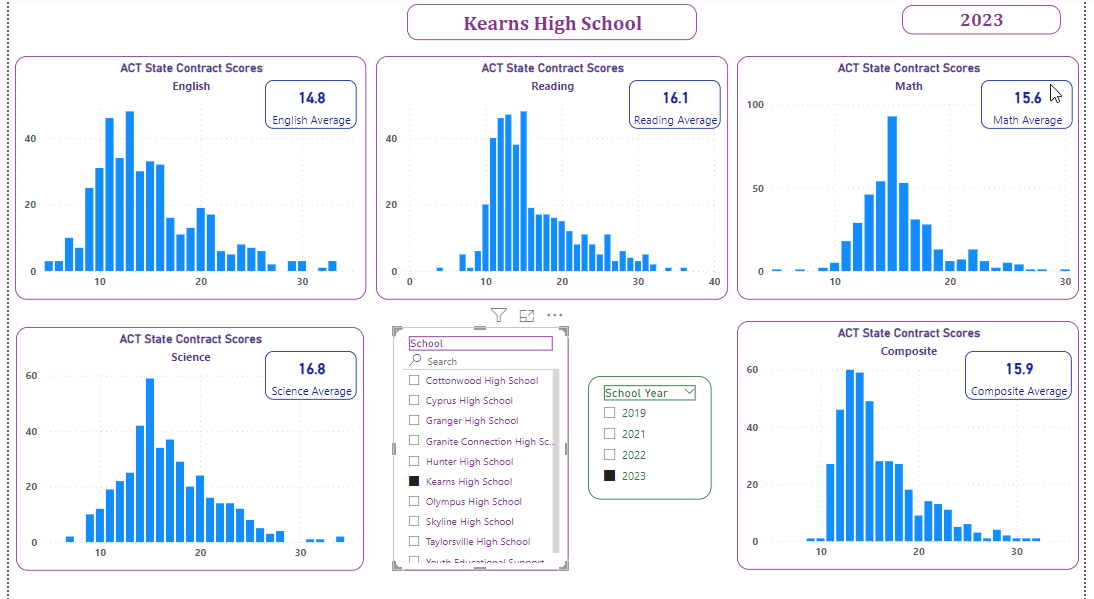 Kearns High School
2023
ACT State Contract Scores
English
14.8
English Average
40
20
0
10
20
30
ACT State Contract Scores
Reading
16.1
Reading Average
40
20
0
0
10
20
30
40
ACT State Contract Scores
Math
15.6
Math Average
100
50
0
10
20
30
ACT State Contract Scores
Science
16.8
Science Average
60
40
20
0
10
20
30
School
Search
Cottonwood High School
Cyprus High School
Granger High School
Granite Connection High Sc...
Hunter High School
Kearns High School
Olympus High School
Skyline High School
Taylorsville High School
Youth Educational Support
School Year
2019
2021
2022
2023
ACT State Contract Scores
Composite
15.9
Composite Average
60
40
20
0
10
20
30